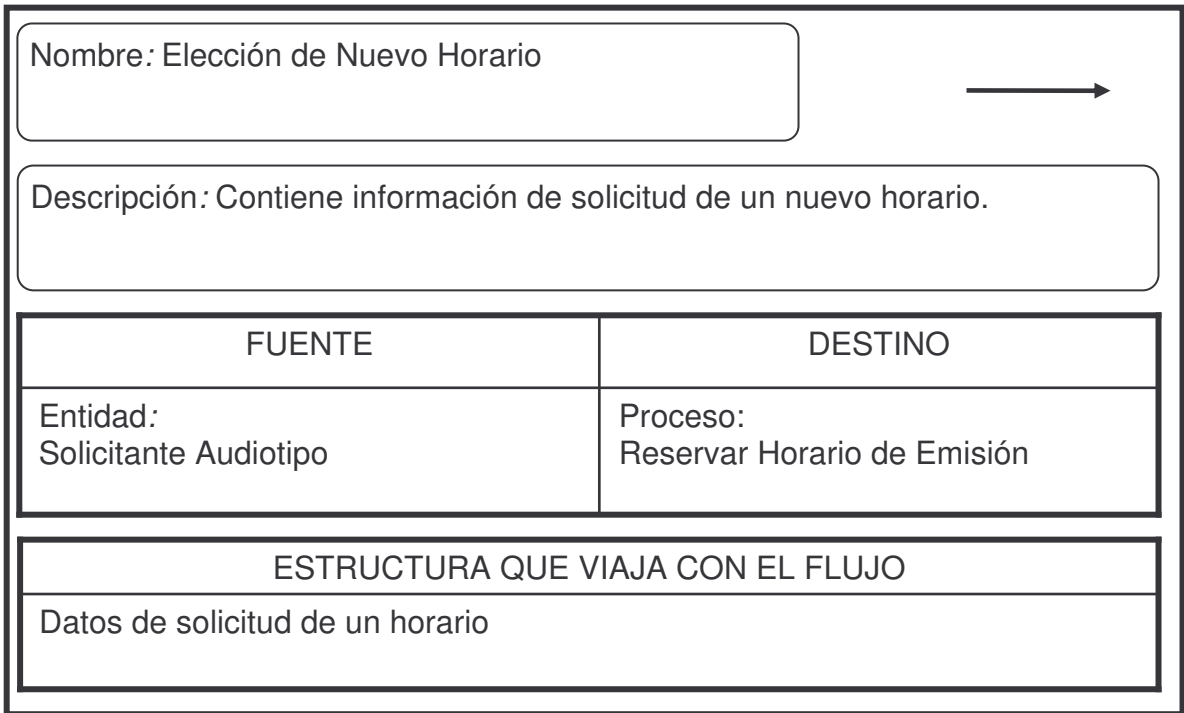 Nombre: Elección de Nuevo Horario
Descripción: Contiene información de solicitud de un nuevo horario.
FUENTE
DESTINO
Entidad:
Solicitante Audiotipo
Proceso:
Reservar Horario de Emisión
ESTRUCTURA QUE VIAJA CON EL FLUJO
Datos de solicitud de un horario